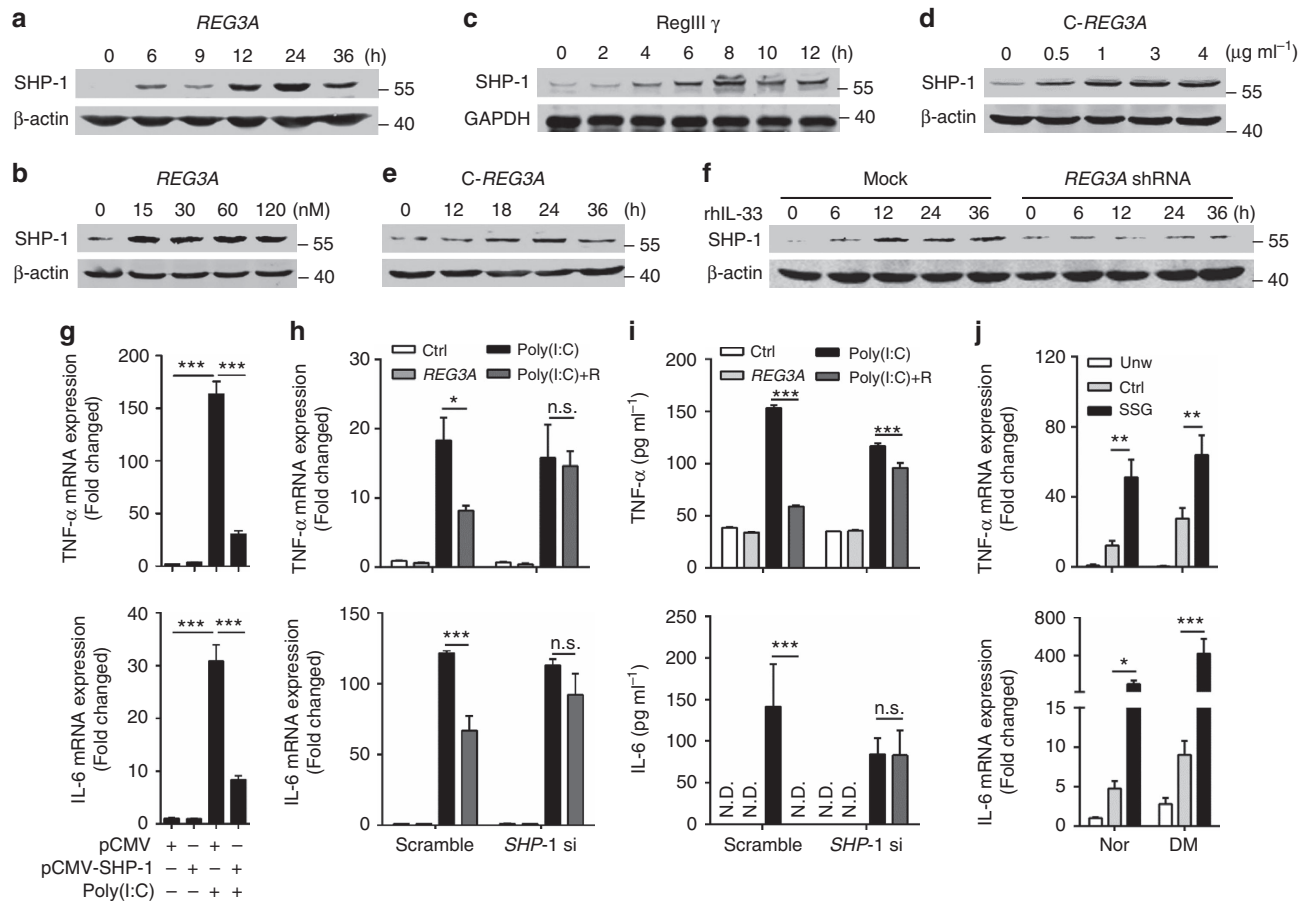 a
REG3A
0 6 9 12 24 36 (h)
SHP-1
55
β-actin
40
c
RegIII γ
0 2 4 6 8 10 12 (h)
SHP-1
55
GAPDH
40
d
C-REG3A
0 0.5 1 3 4 (μg ml⁻¹)
SHP-1
55
β-actin
40
b
REG3A
0 15 30 60 120 (nM)
SHP-1
55
β-actin
40
e
C-REG3A
0 12 18 24 36 (h)
55
40
f
Mock REG3A shRNA
rhIL-33 0 6 12 24 36 0 6 12 24 36 (h)
SHP-1
55
β-actin
40
g
TNF-α mRNA expression
(Fold changed)
200
150
100
50
0
*** ***
IL-6 mRNA expression
(Fold changed)
40
30
20
10
0
*** ***
pCMV + − + −
pCMV-SHP-1 − + − +
Poly(I:C) − − + +
h
Ctrl Poly(I:C)
REG3A Poly(I:C)+R
TNF-α mRNA expression
(Fold changed)
30
20
10
0
* n.s.
IL-6 mRNA expression
(Fold changed)
150
100
50
0
*** n.s.
Scramble SHP-1 si
i
Ctrl Poly(I:C)
REG3A Poly(I:C)+R
TNF-α (pg ml⁻¹)
200
150
100
50
0
*** ***
IL-6 (pg ml⁻¹)
250
200
150
100
50
0
*** n.s.
N.D. N.D. N.D. N.D. N.D.
Scramble SHP-1 si
j
Unw
Ctrl
SSG
TNF-α mRNA expression
(Fold changed)
120
80
40
0
** **
IL-6 mRNA expression
(Fold changed)
800
400
15
10
5
0
* ***
Nor DM